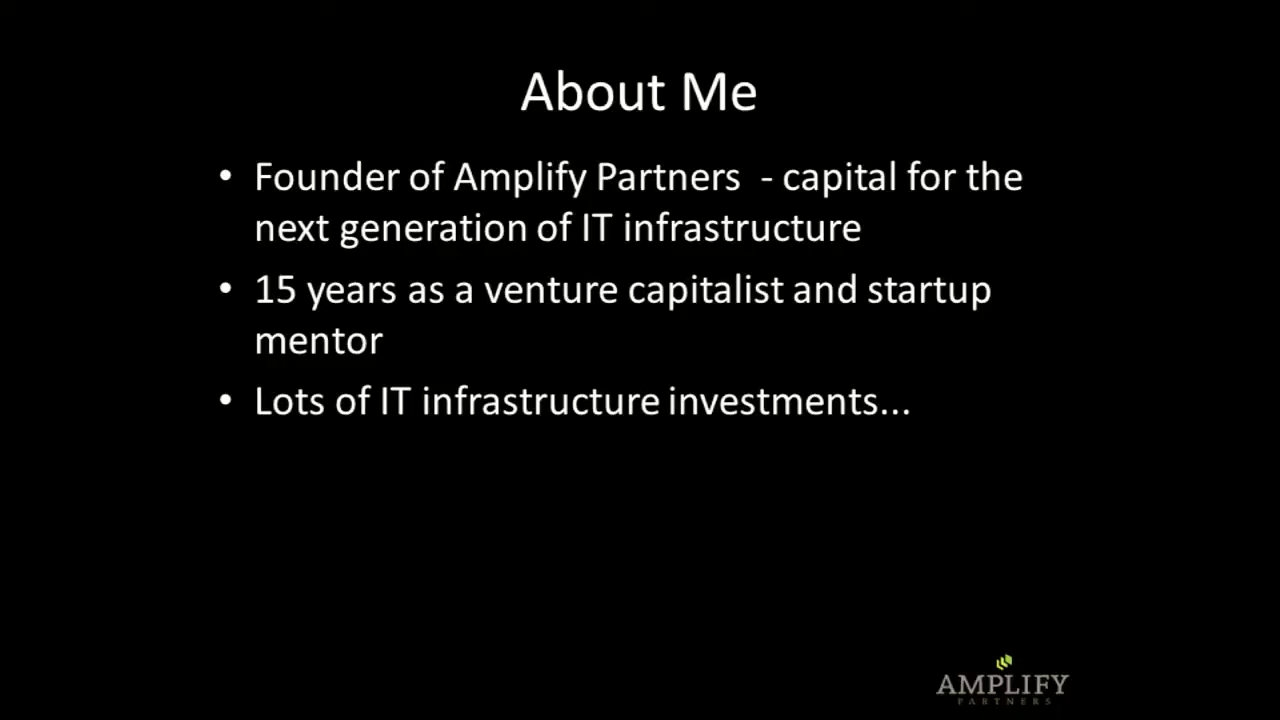 About Me
• Founder of Amplify Partners - capital for the
next generation of IT infrastructure
• 15 years as a venture capitalist and startup
mentor
• Lots of IT infrastructure investments...
AMPLIFY
PARTNERS